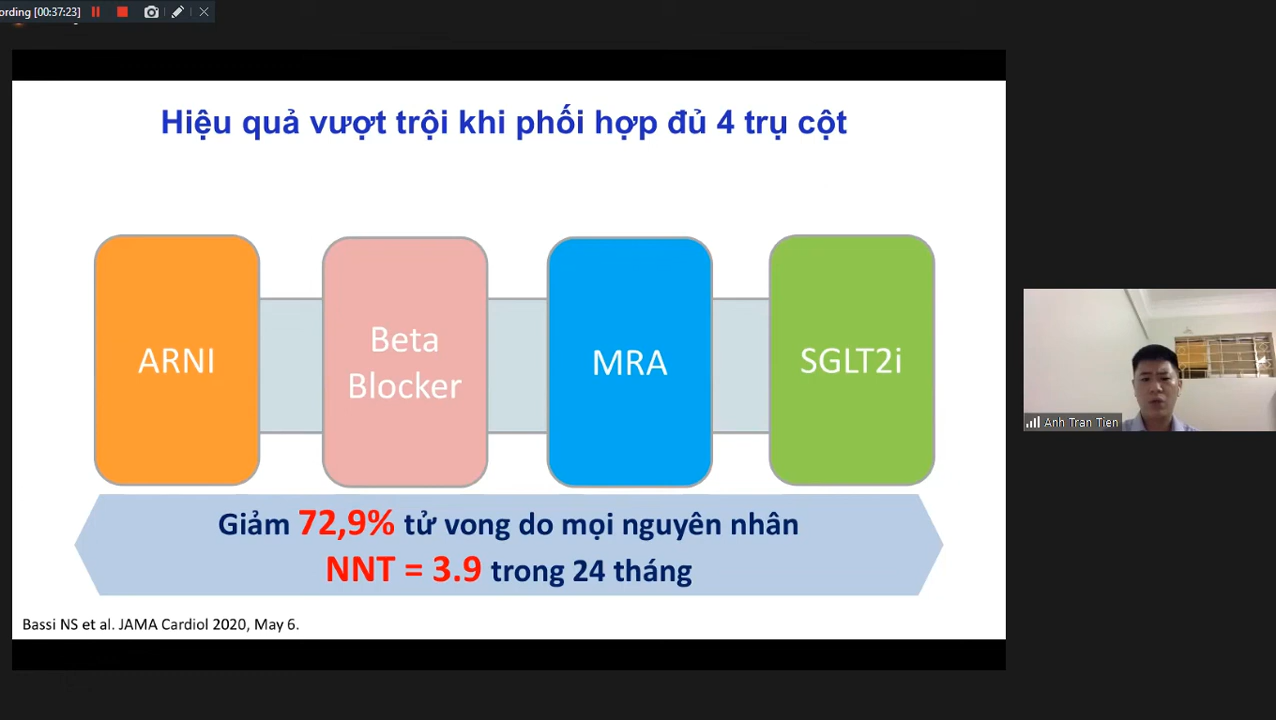 ording [00:37:23]
Hiệu quả vượt trội khi phối hợp đủ 4 trụ cột
ARNI
Beta
Blocker
MRA
SGLT2i
Giảm 72,9% tử vong do mọi nguyên nhân
NNT = 3.9 trong 24 tháng
Bassi NS et al. JAMA Cardiol 2020, May 6.
Anh Tran Tien